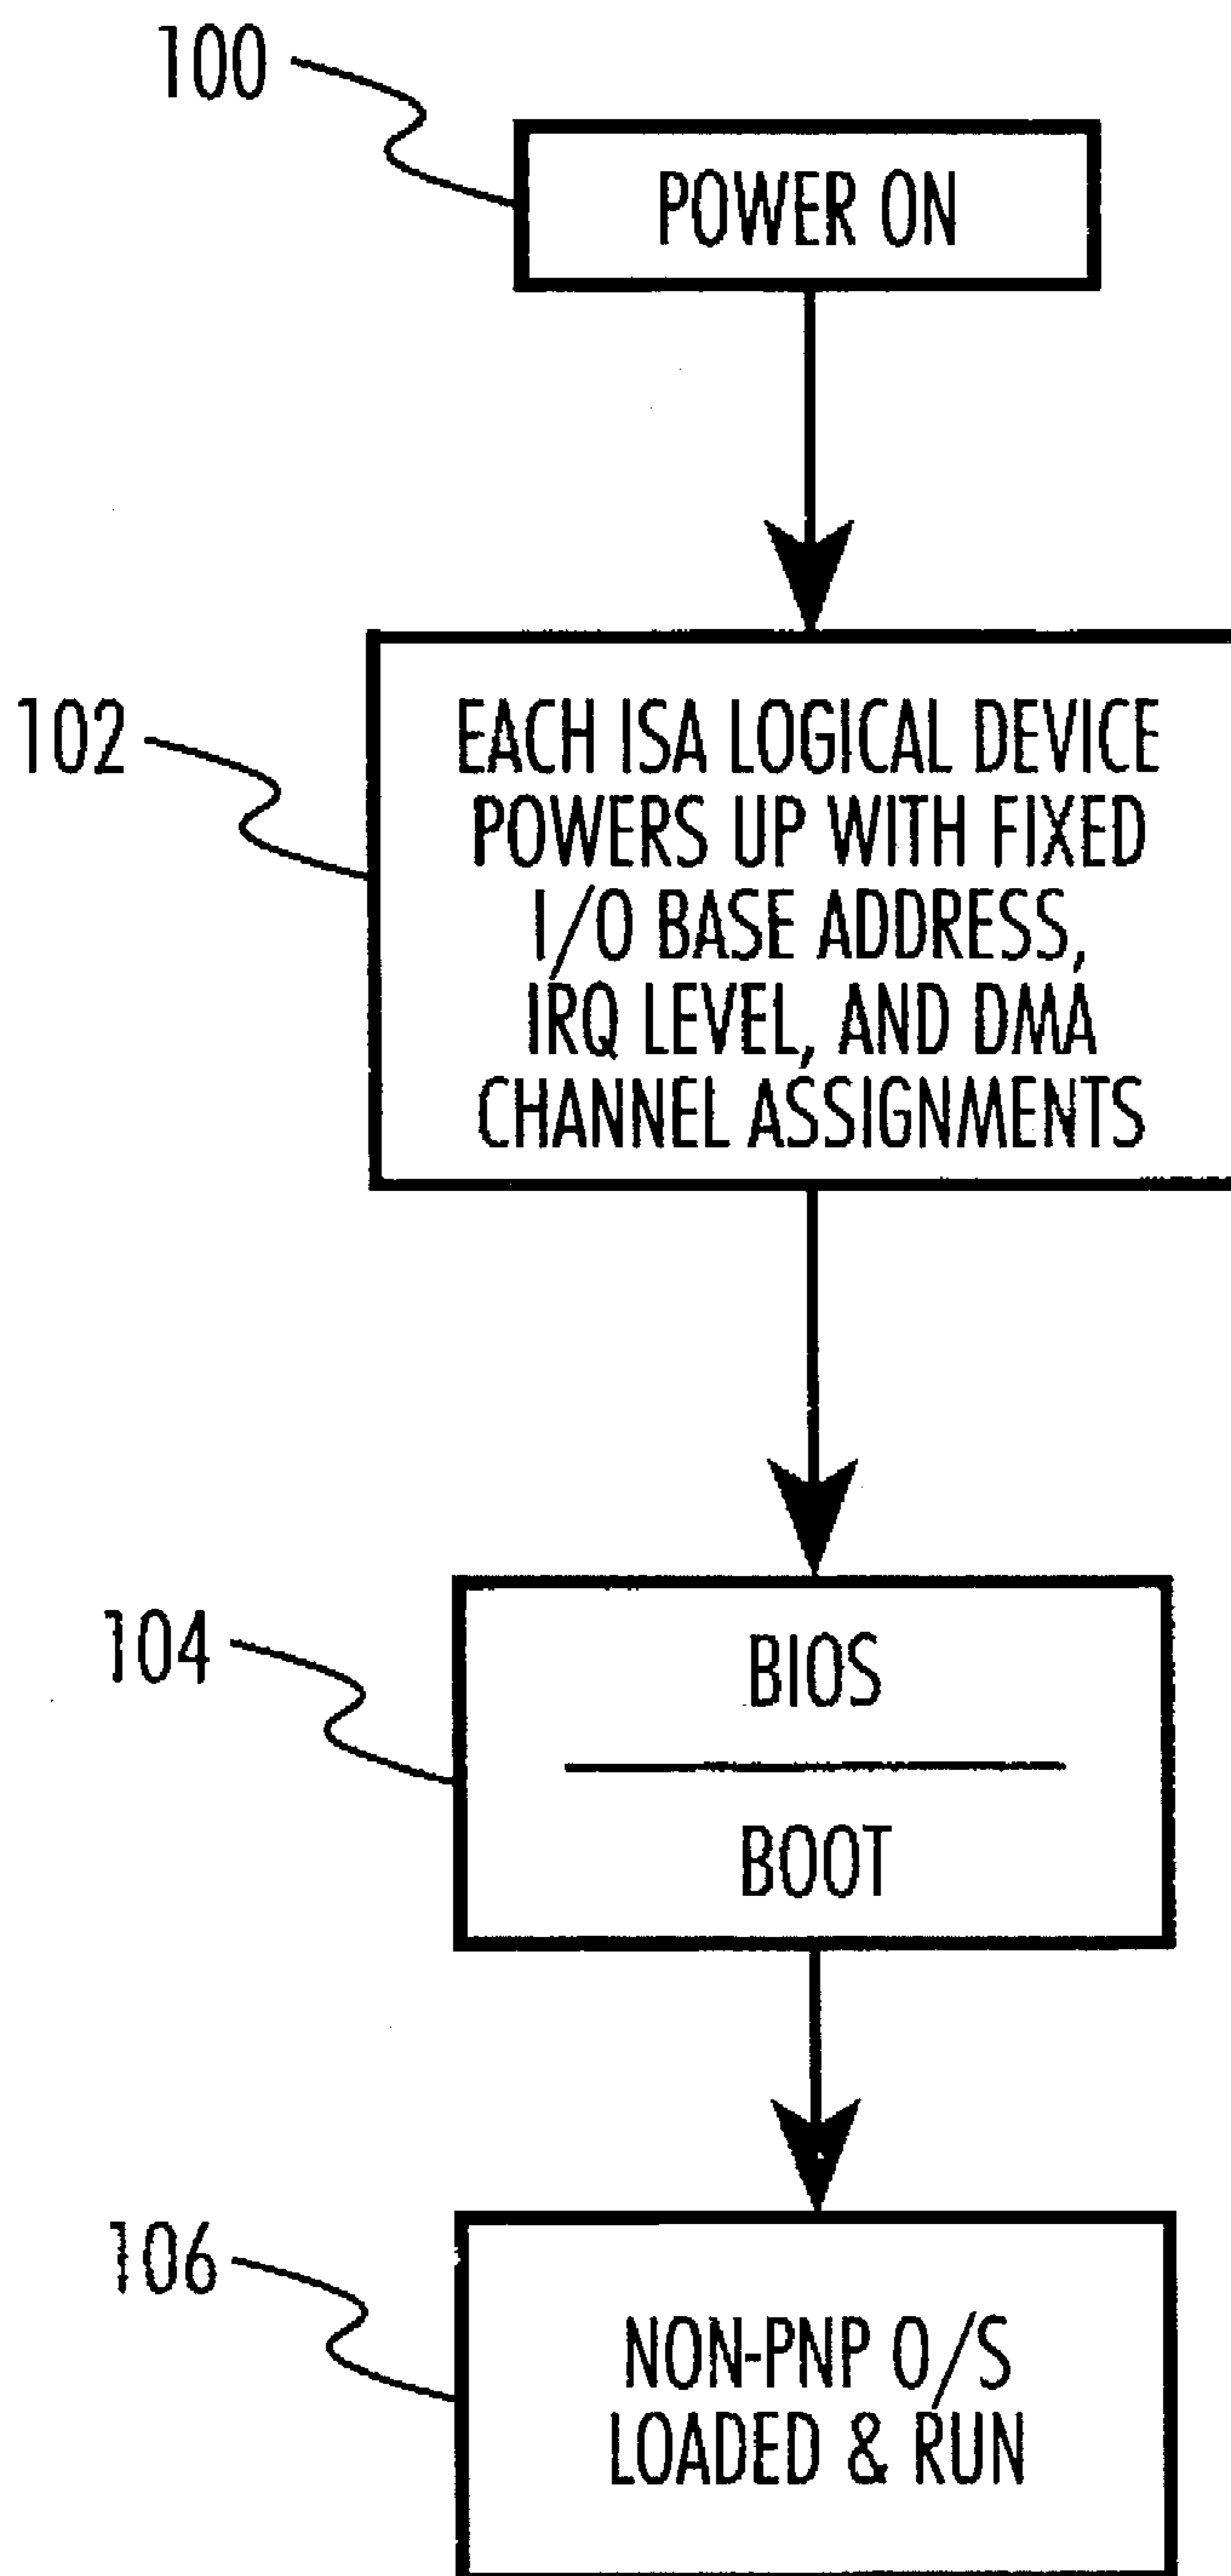 100
POWER ON
102
EACH ISA LOGICAL DEVICE
POWERS UP WITH FIXED
I/O BASE ADDRESS,
IRQ LEVEL, AND DMA
CHANNEL ASSIGNMENTS
104
BIOS
BOOT
106
NON-PNP O/S
LOADED & RUN